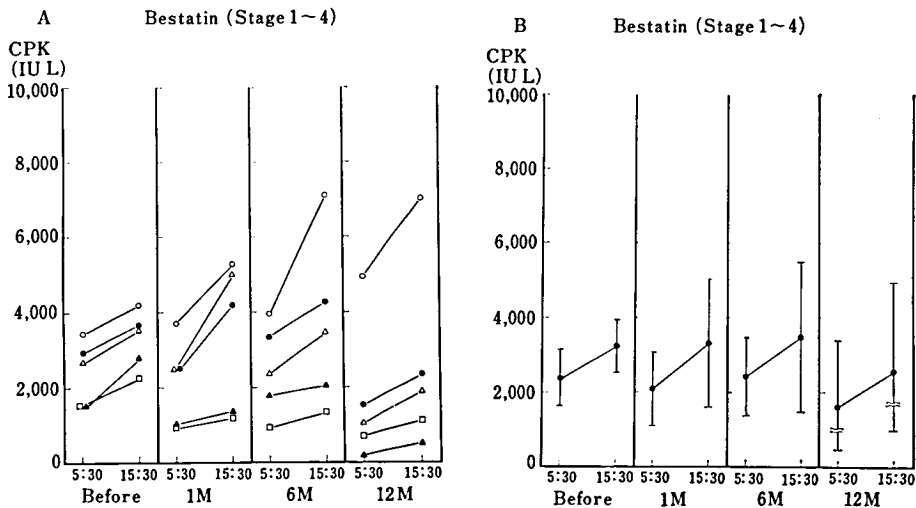 A Bestatin (Stage 1~4)
CPK
(IU L)
10,000
8,000
6,000
4,000
2,000
0
5:30 15:30 5:30 15:30 5:30 15:30 5:30 15:30
Before 1M 6M 12M
B Bestatin (Stage 1~4)
CPK
(IU L)
10,000
8,000
6,000
4,000
2,000
0
5:30 15:30 5:30 15:30 5:30 15:30 5:30 15:30
Before 1M 6M 12M